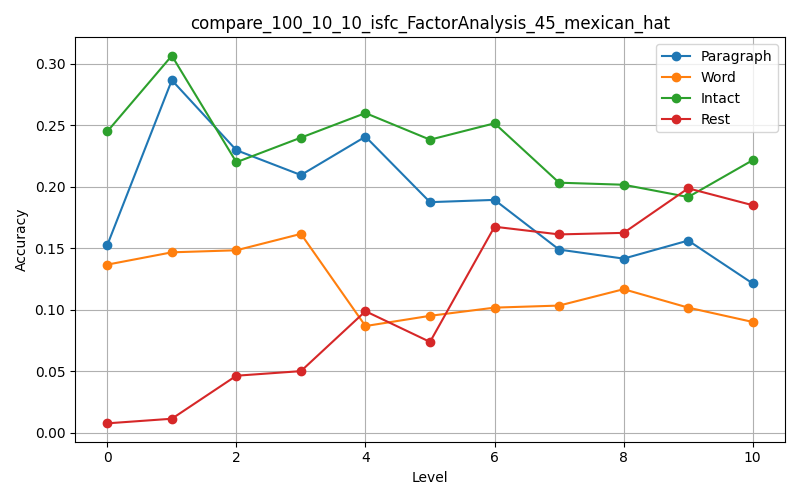 compare_100_10_10_isfc_FactorAnalysis_45_mexican_hat
Paragraph
Word
Intact
Rest
Accuracy
0.30
0.25
0.20
0.15
0.10
0.05
0.00
0 2 4 6 8 10
Level